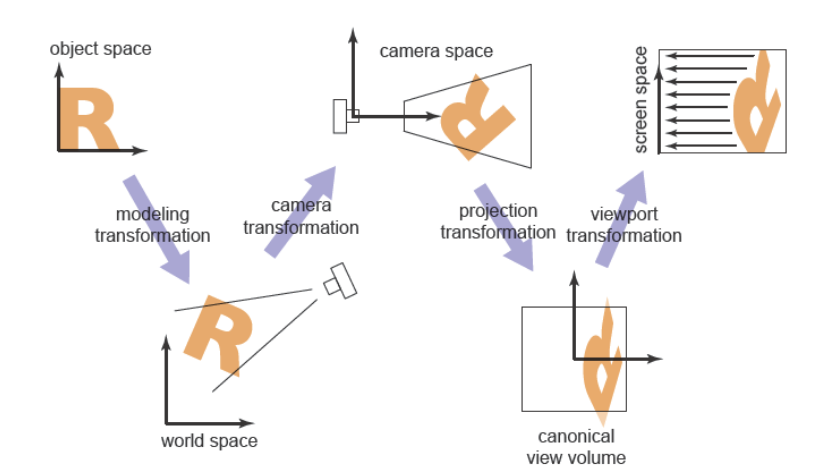 object space
R
camera space
R
screen space
R
modeling
transformation
camera
transformation
projection
transformation
viewport
transformation
R
world space
R
canonical
view volume